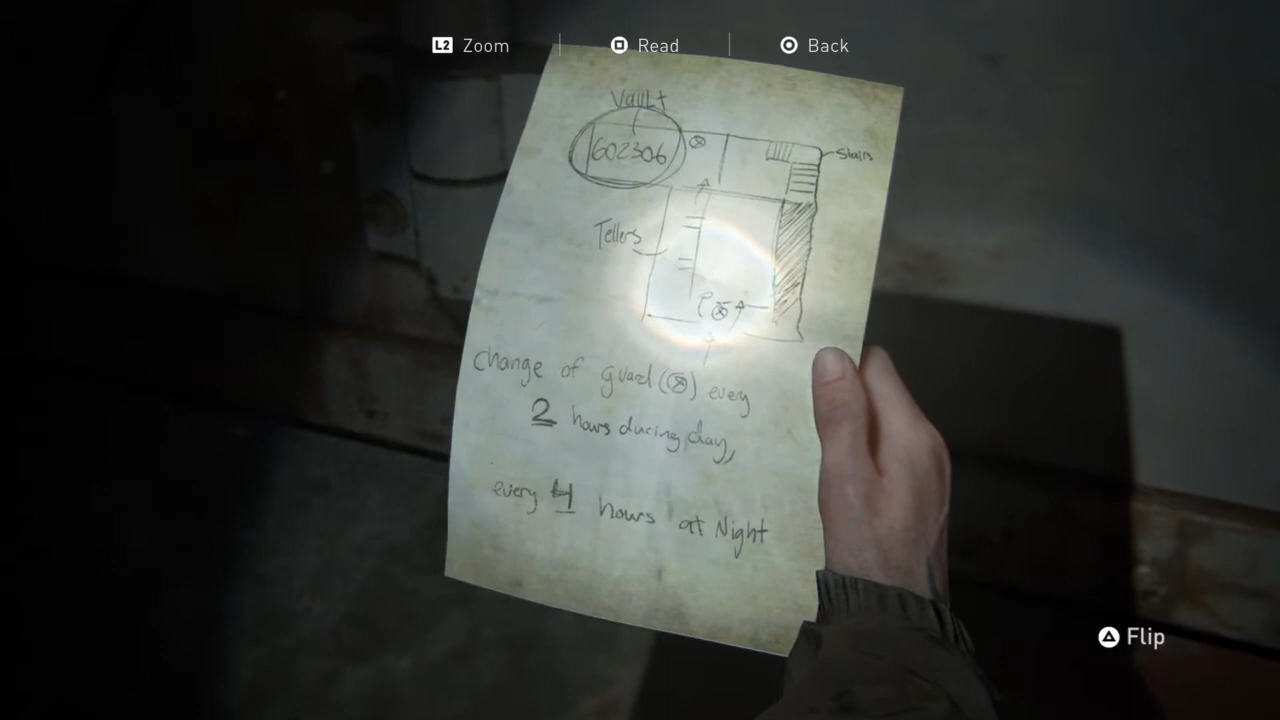 L2 Zoom
Read
Back
Vault
602306
Stairs
Tellers
Change of guard (⊗) every
2 hours during day,
every 4 hours at Night
Flip